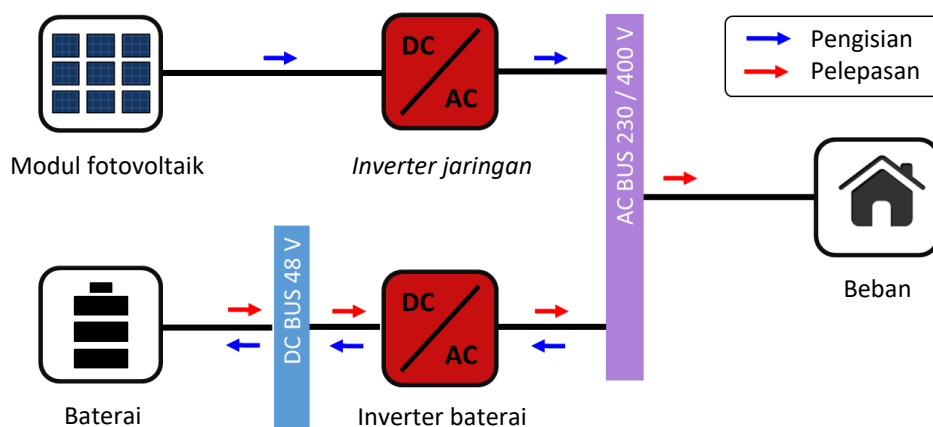 DC
AC
Pengisian
Pelepasan
Modul fotovoltaik
Inverter jaringan
AC BUS 230 / 400 V
DC BUS 48 V
DC
AC
Beban
Baterai
Inverter baterai